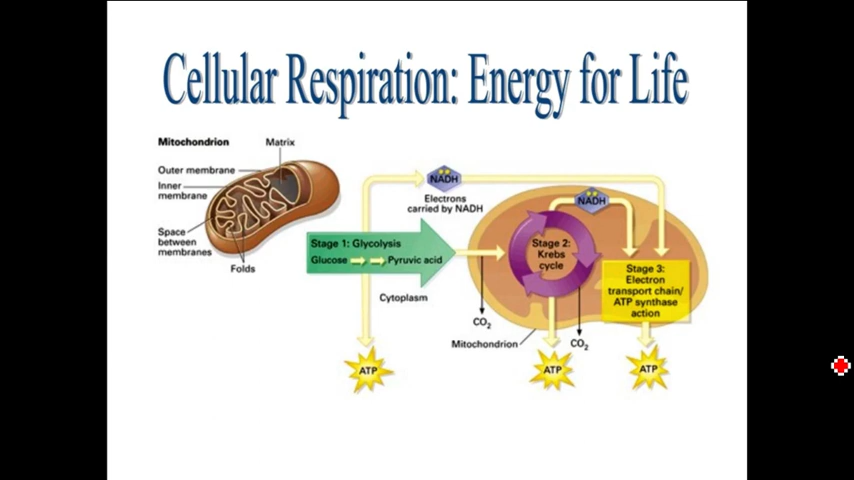 Cellular Respiration: Energy for Life
Mitochondrion
Matrix
Outer membrane
Inner
membrane
Space
between
membranes
Folds
NADH
Electrons
carried by NADH
NADH
Stage 1: Glycolysis
Glucose
Pyruvic acid
Cytoplasm
Stage 2:
Krebs
cycle
Stage 3:
Electron
transport chain/
ATP synthase
action
CO₂
Mitochondrion
CO₂
ATP
ATP
ATP